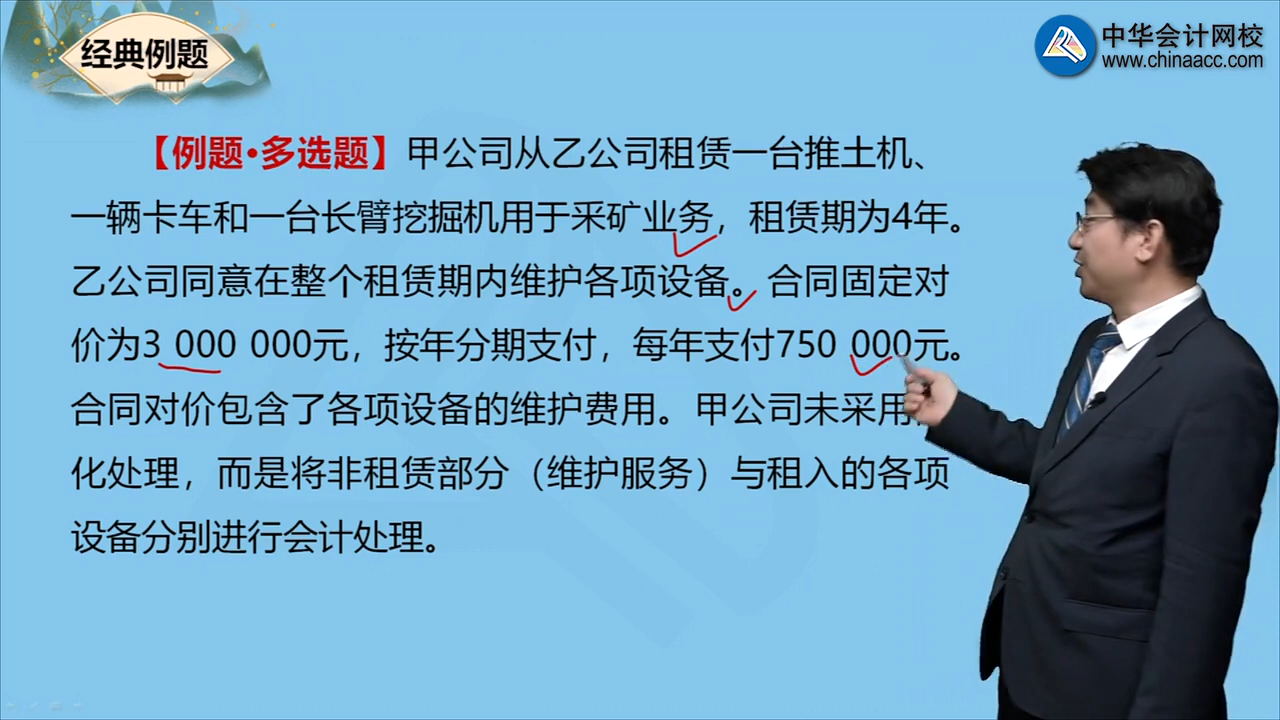 经典例题
中华会计网校
www.chinaacc.com
【例题•多选题】甲公司从乙公司租赁一台推土机、
一辆卡车和一台长臂挖掘机用于采矿业务，租赁期为4年。
乙公司同意在整个租赁期内维护各项设备。合同固定对
价为3 000 000元，按年分期支付，每年支付750 000元。
合同对价包含了各项设备的维护费用。甲公司未采用
化处理，而是将非租赁部分（维护服务）与租入的各项
设备分别进行会计处理。